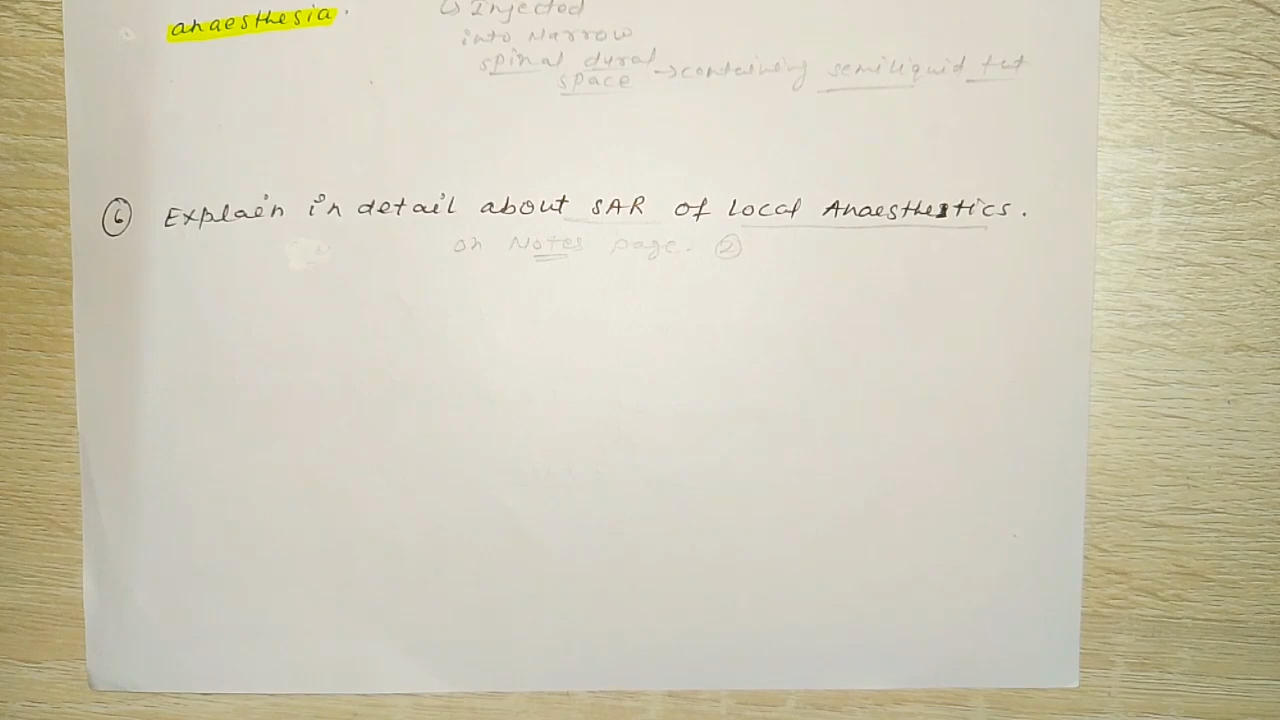 anaesthesia.
↳ Injected
into Narrow
spinal dural
space → containing semiliquid fat
⑥ Explain in detail about SAR of Local Anaesthestics.
on Notes page. ②